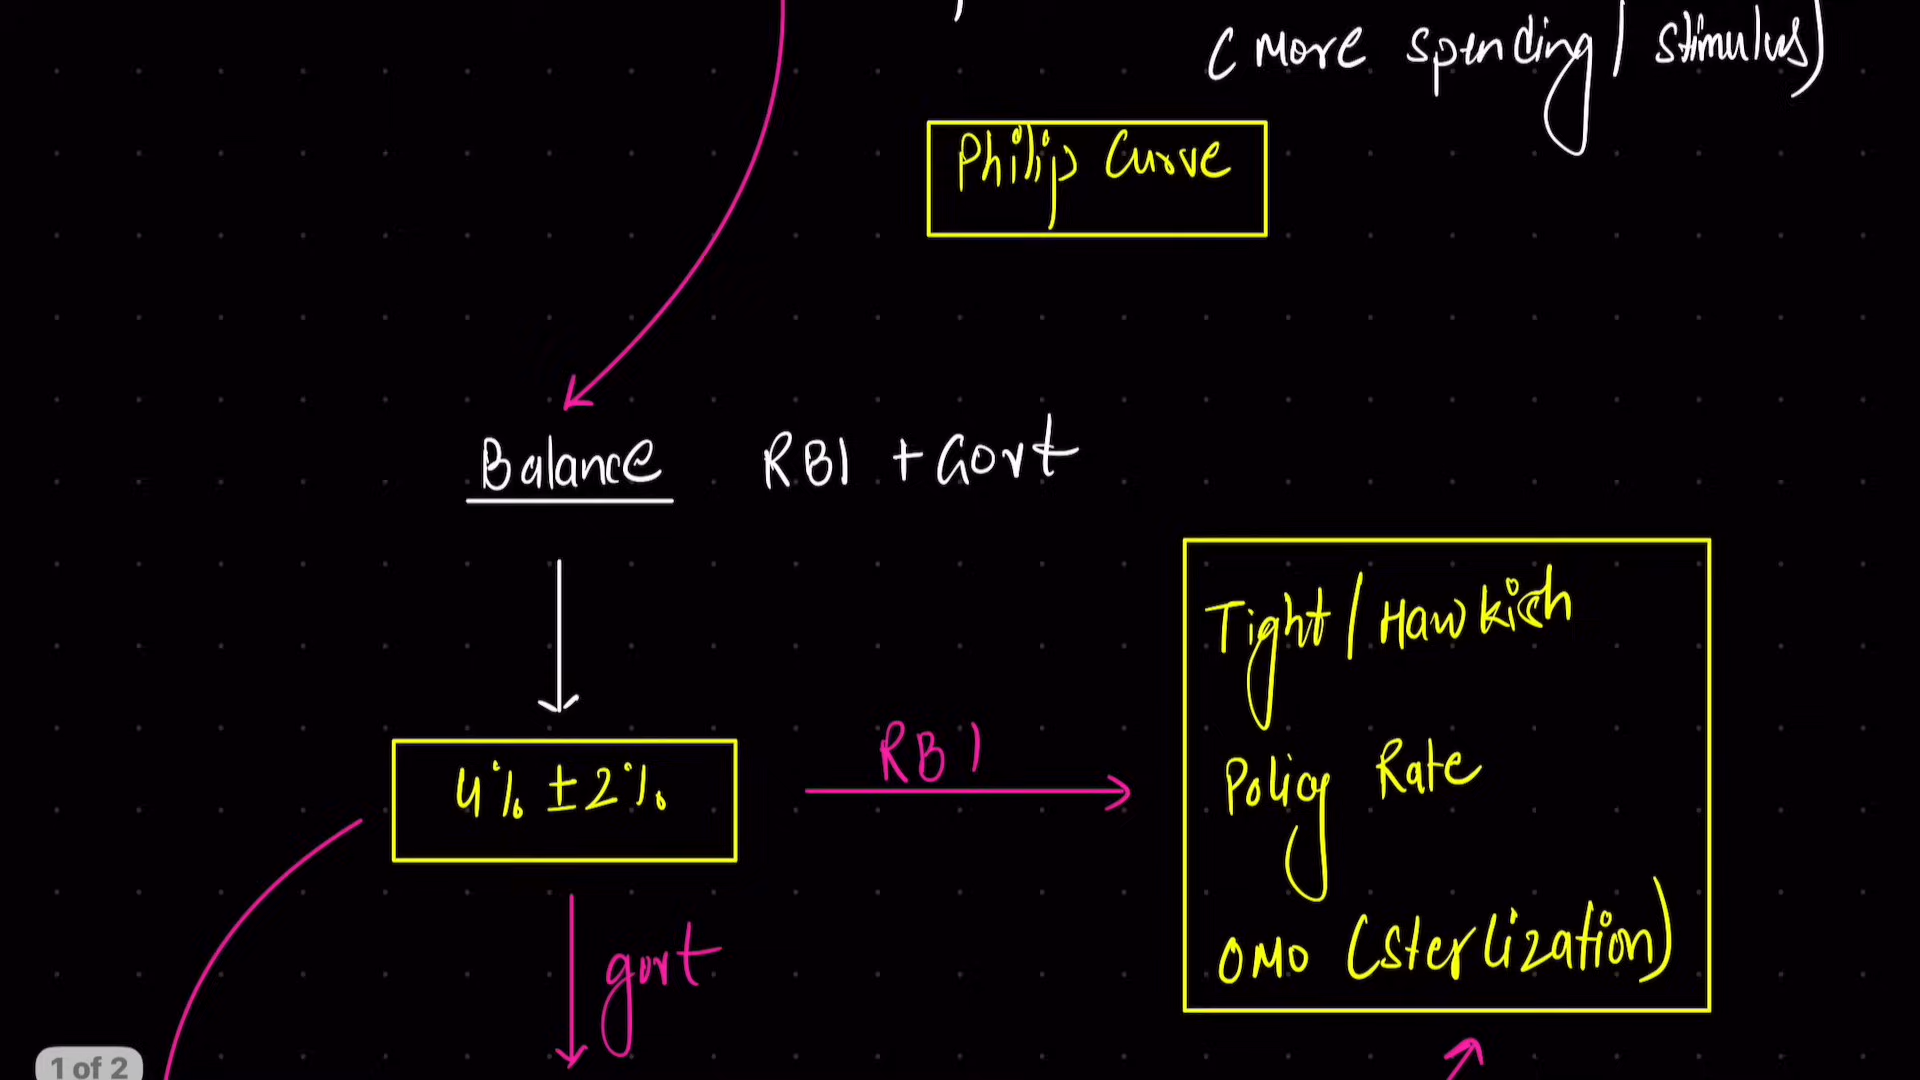 (More spending / stimulus)
Philip Curve
Balance RBI + Govt
Tight / Hawkish
RBI
4% ± 2%
Policy Rate
OMO (sterlization)
govt
1 of 2